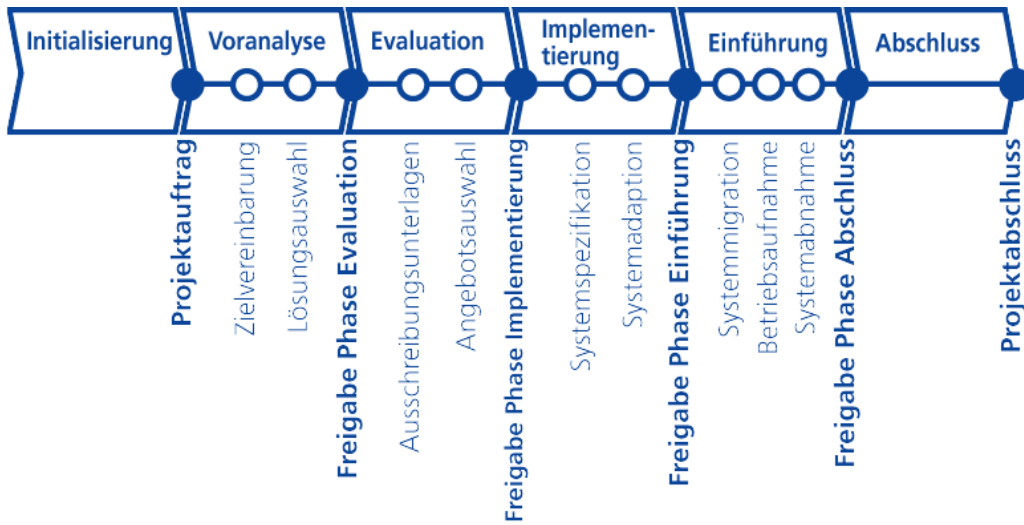 Initialisierung
Voranalyse
Evaluation
Implemen-
tierung
Einführung
Abschluss
Projektauftrag
Zielvereinbarung
Lösungsauswahl
Freigabe Phase Evaluation
Ausschreibungsunterlagen
Angebotsauswahl
Freigabe Phase Implementierung
Systemspezifikation
Systemadaption
Freigabe Phase Einführung
Systemmigration
Betriebsaufnahme
Systemabnahme
Freigabe Phase Abschluss
Projektabschluss